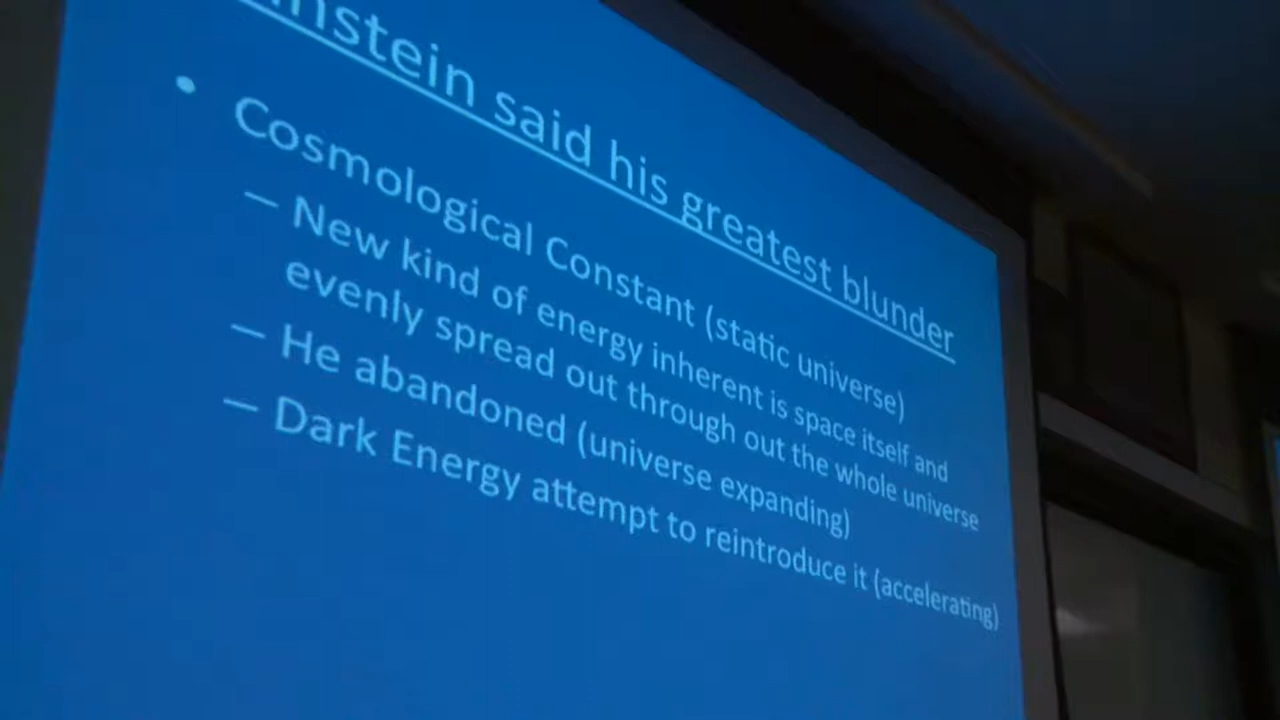 instein said his greatest blunder
• Cosmological Constant (static universe)
– New kind of energy inherent is space itself and
evenly spread out through out the whole universe
– He abandoned (universe expanding)
– Dark Energy attempt to reintroduce it (accelerating)